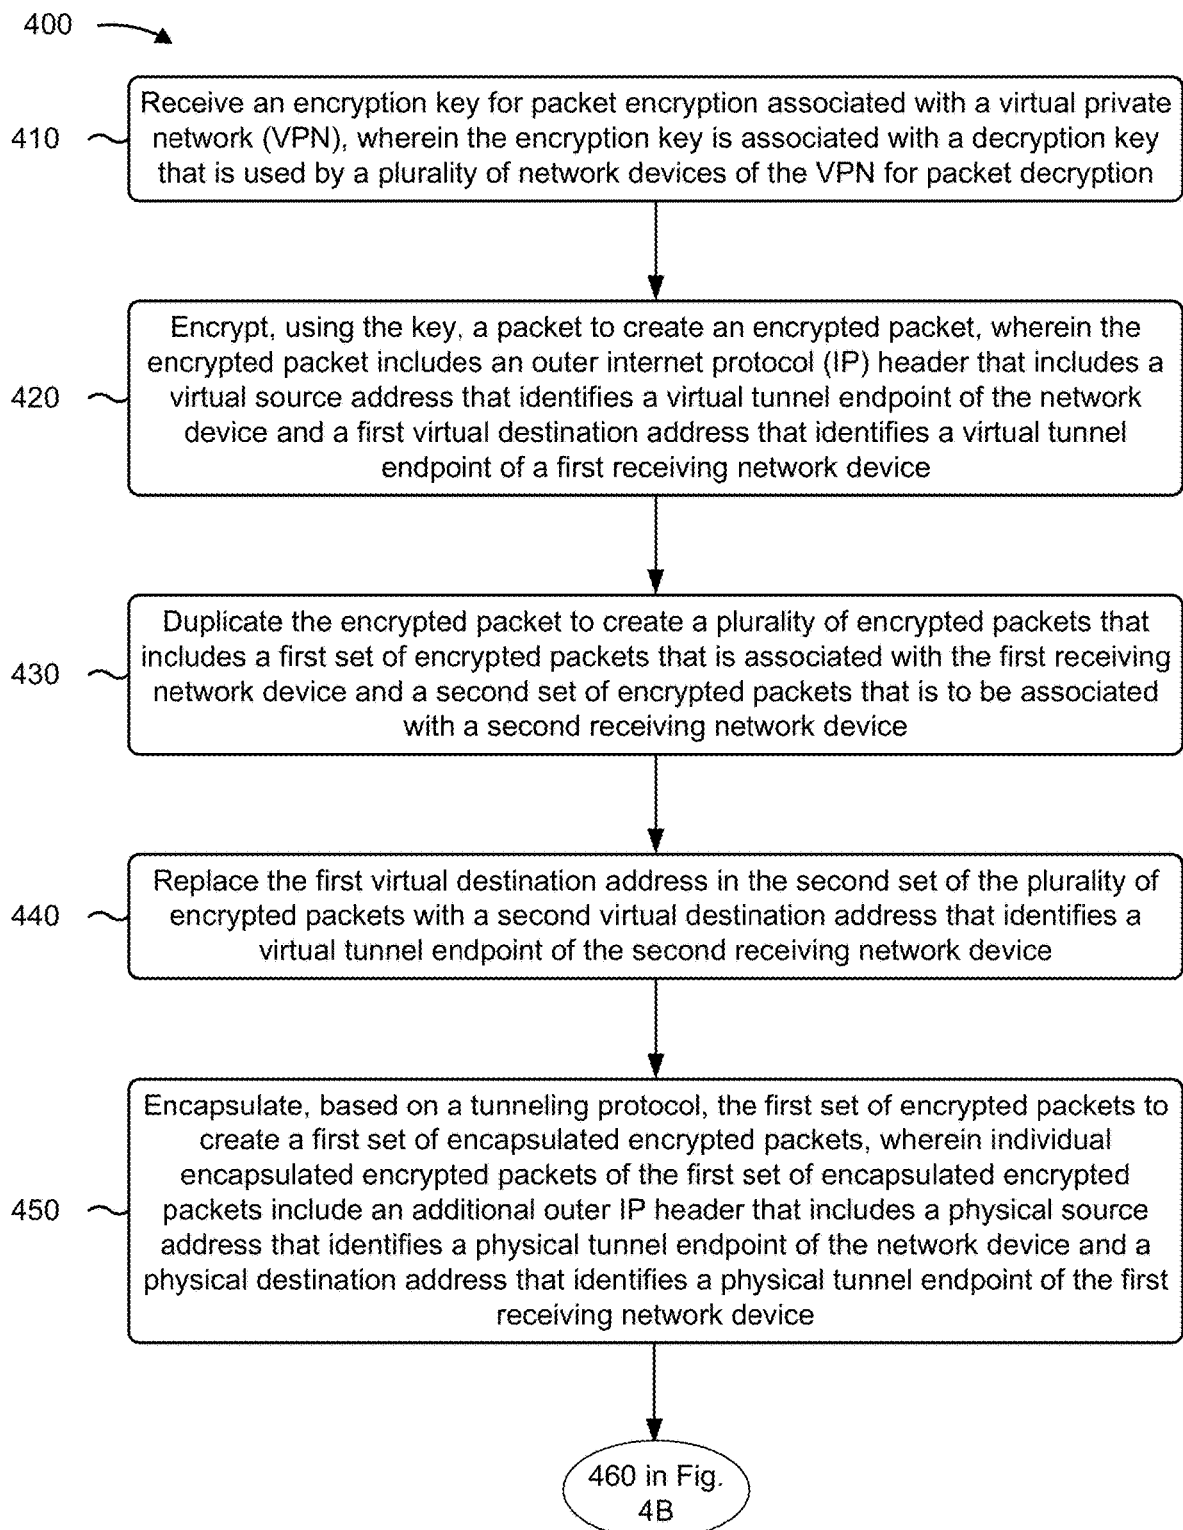 400
410
Receive an encryption key for packet encryption associated with a virtual private
network (VPN), wherein the encryption key is associated with a decryption key
that is used by a plurality of network devices of the VPN for packet decryption
420
Encrypt, using the key, a packet to create an encrypted packet, wherein the
encrypted packet includes an outer internet protocol (IP) header that includes a
virtual source address that identifies a virtual tunnel endpoint of the network
device and a first virtual destination address that identifies a virtual tunnel
endpoint of a first receiving network device
430
Duplicate the encrypted packet to create a plurality of encrypted packets that
includes a first set of encrypted packets that is associated with the first receiving
network device and a second set of encrypted packets that is to be associated
with a second receiving network device
440
Replace the first virtual destination address in the second set of the plurality of
encrypted packets with a second virtual destination address that identifies a
virtual tunnel endpoint of the second receiving network device
450
Encapsulate, based on a tunneling protocol, the first set of encrypted packets to
create a first set of encapsulated encrypted packets, wherein individual
encapsulated encrypted packets of the first set of encapsulated encrypted
packets include an additional outer IP header that includes a physical source
address that identifies a physical tunnel endpoint of the network device and a
physical destination address that identifies a physical tunnel endpoint of the first
receiving network device
460 in Fig.
4B